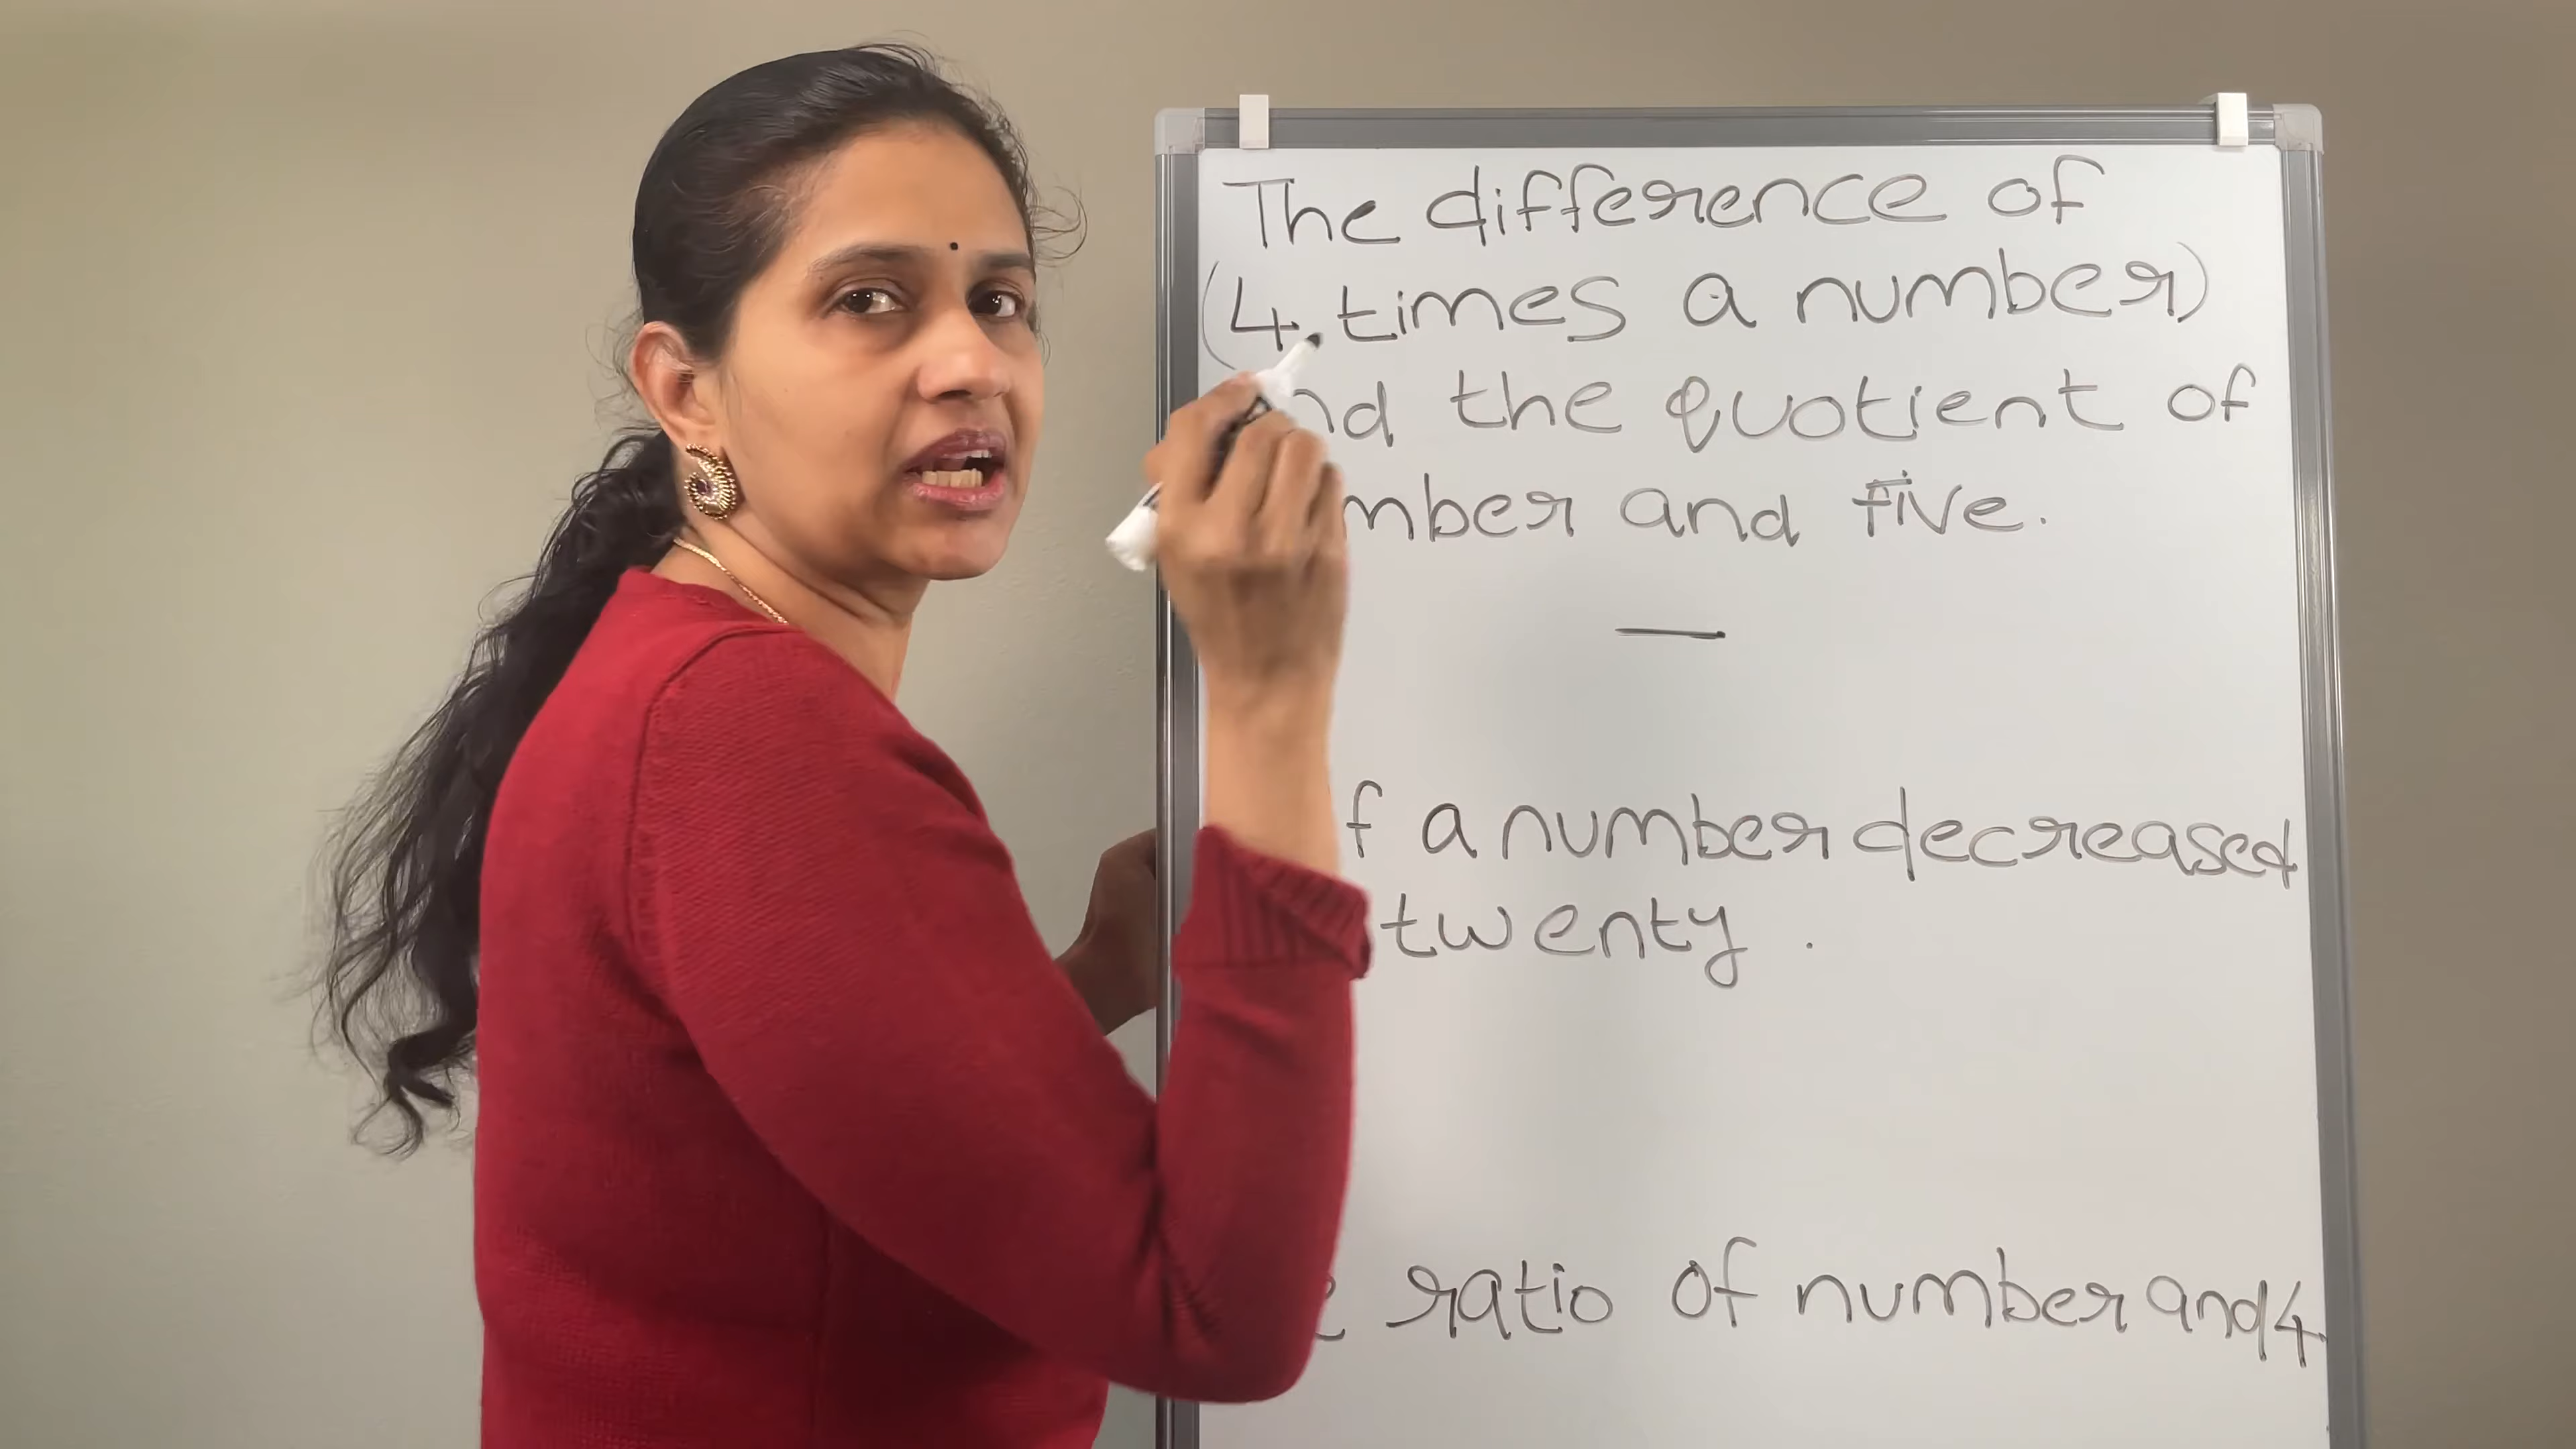 The difference of
(4 times a number)
the quotient of
and five.
—
a number decreased
twenty .
ratio of number and 4.